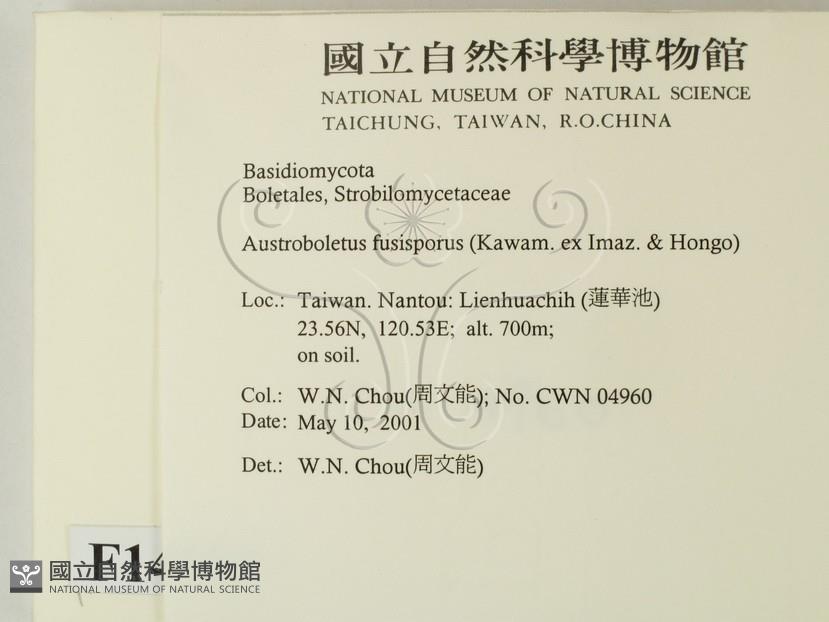 國立自然科學博物館
NATIONAL MUSEUM OF NATURAL SCIENCE
TAICHUNG, TAIWAN, R.O.CHINA
Basidiomycota
Boletales, Strobilomycetaceae
Austroboletus fusisporus (Kawam. ex Imaz. & Hongo)
Loc.: Taiwan. Nantou: Lienhuachih (蓮華池)
23.56N, 120.53E; alt. 700m;
on soil.
Col.: W.N. Chou(周文能); No. CWN 04960
Date: May 10, 2001
Det.: W.N. Chou(周文能)
F14
國立自然科學博物館
NATIONAL MUSEUM OF NATURAL SCIENCE